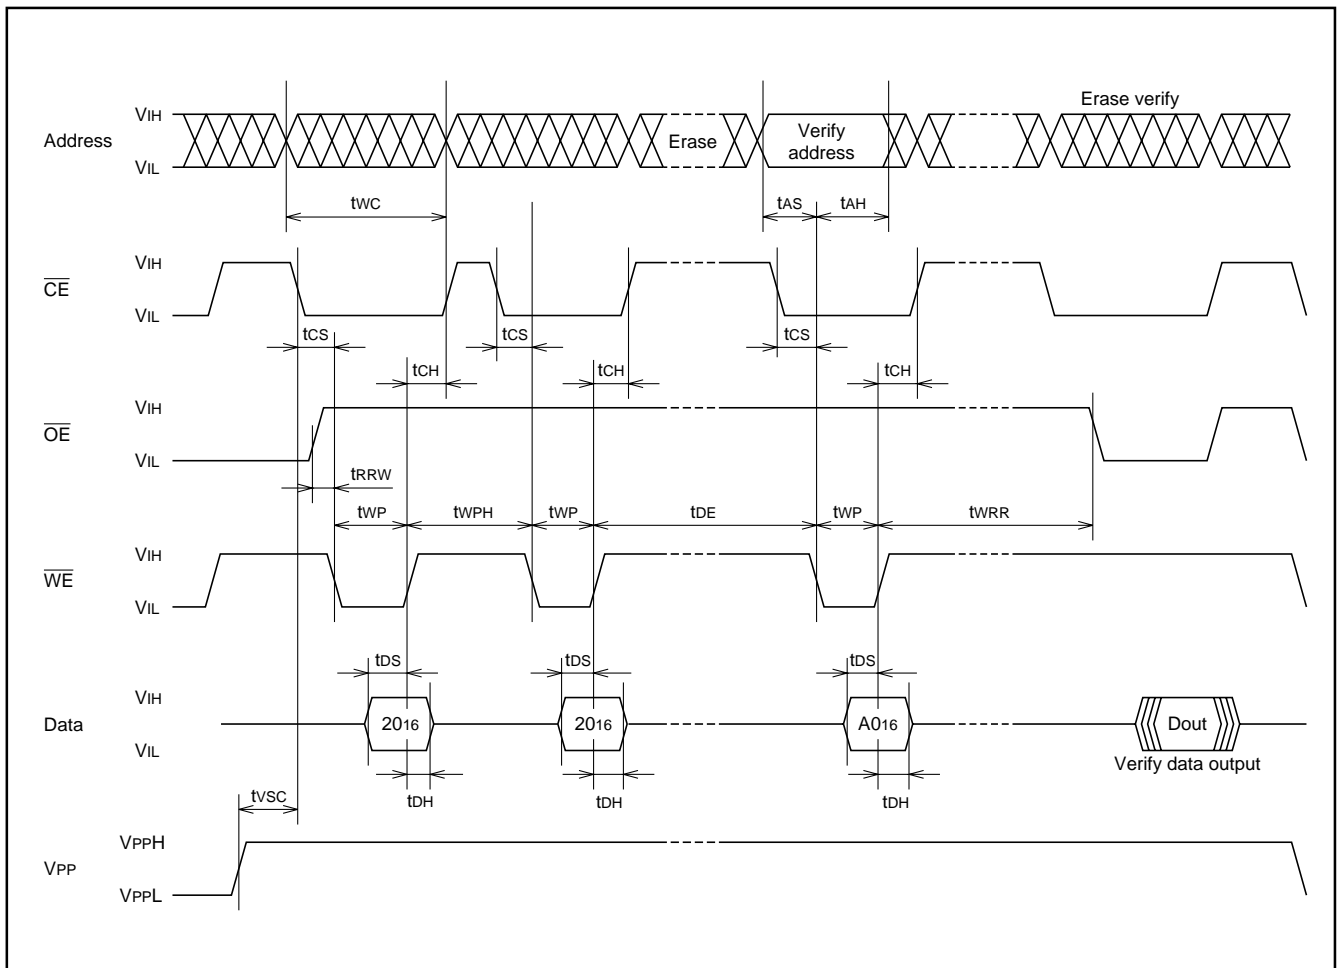 Erase verify
VIH
Address
Erase
Verify
address
VIL
tWC
tAS
tAH
VIH
CE
VIL
tCS
tCS
tCS
tCH
tCH
tCH
VIH
OE
VIL
tRRW
tWP
tWPH
tWP
tDE
tWP
tWRR
VIH
WE
VIL
tDS
tDS
tDS
VIH
Data
2016
2016
A016
Dout
VIL
Verify data output
tDH
tDH
tDH
tVSC
VPPH
VPP
VPPL